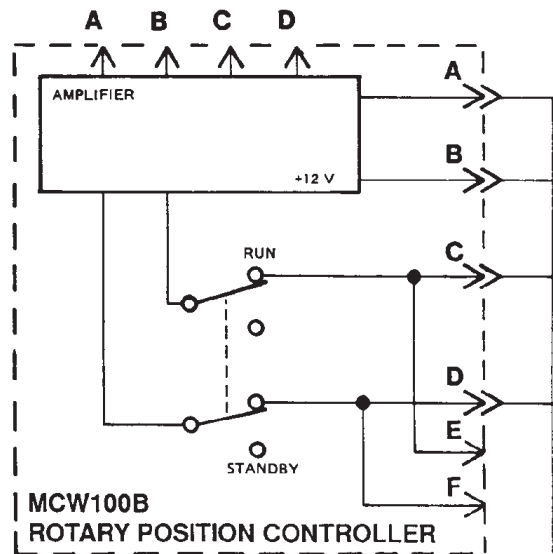 A B C D
AMPLIFIER
A
B
+12 V
RUN
C
D
E
STANDBY
F
MCW100B
ROTARY POSITION CONTROLLER